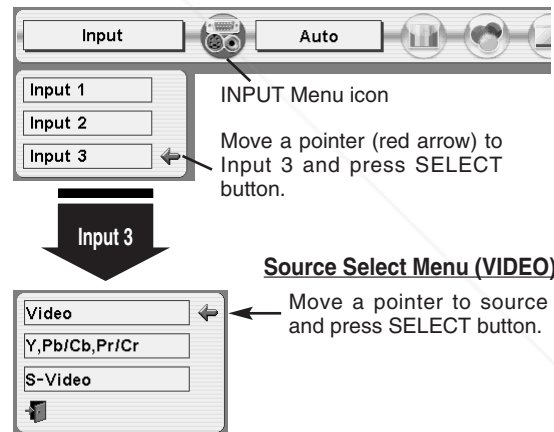 Input
Auto
Input 1
Input 2
Input 3
INPUT Menu icon
Move a pointer (red arrow) to
Input 3 and press SELECT
button.
Input 3
Source Select Menu (VIDEO)
Video
Y,Pb/Cb,Pr/Cr
S-Video
Move a pointer to source
and press SELECT button.